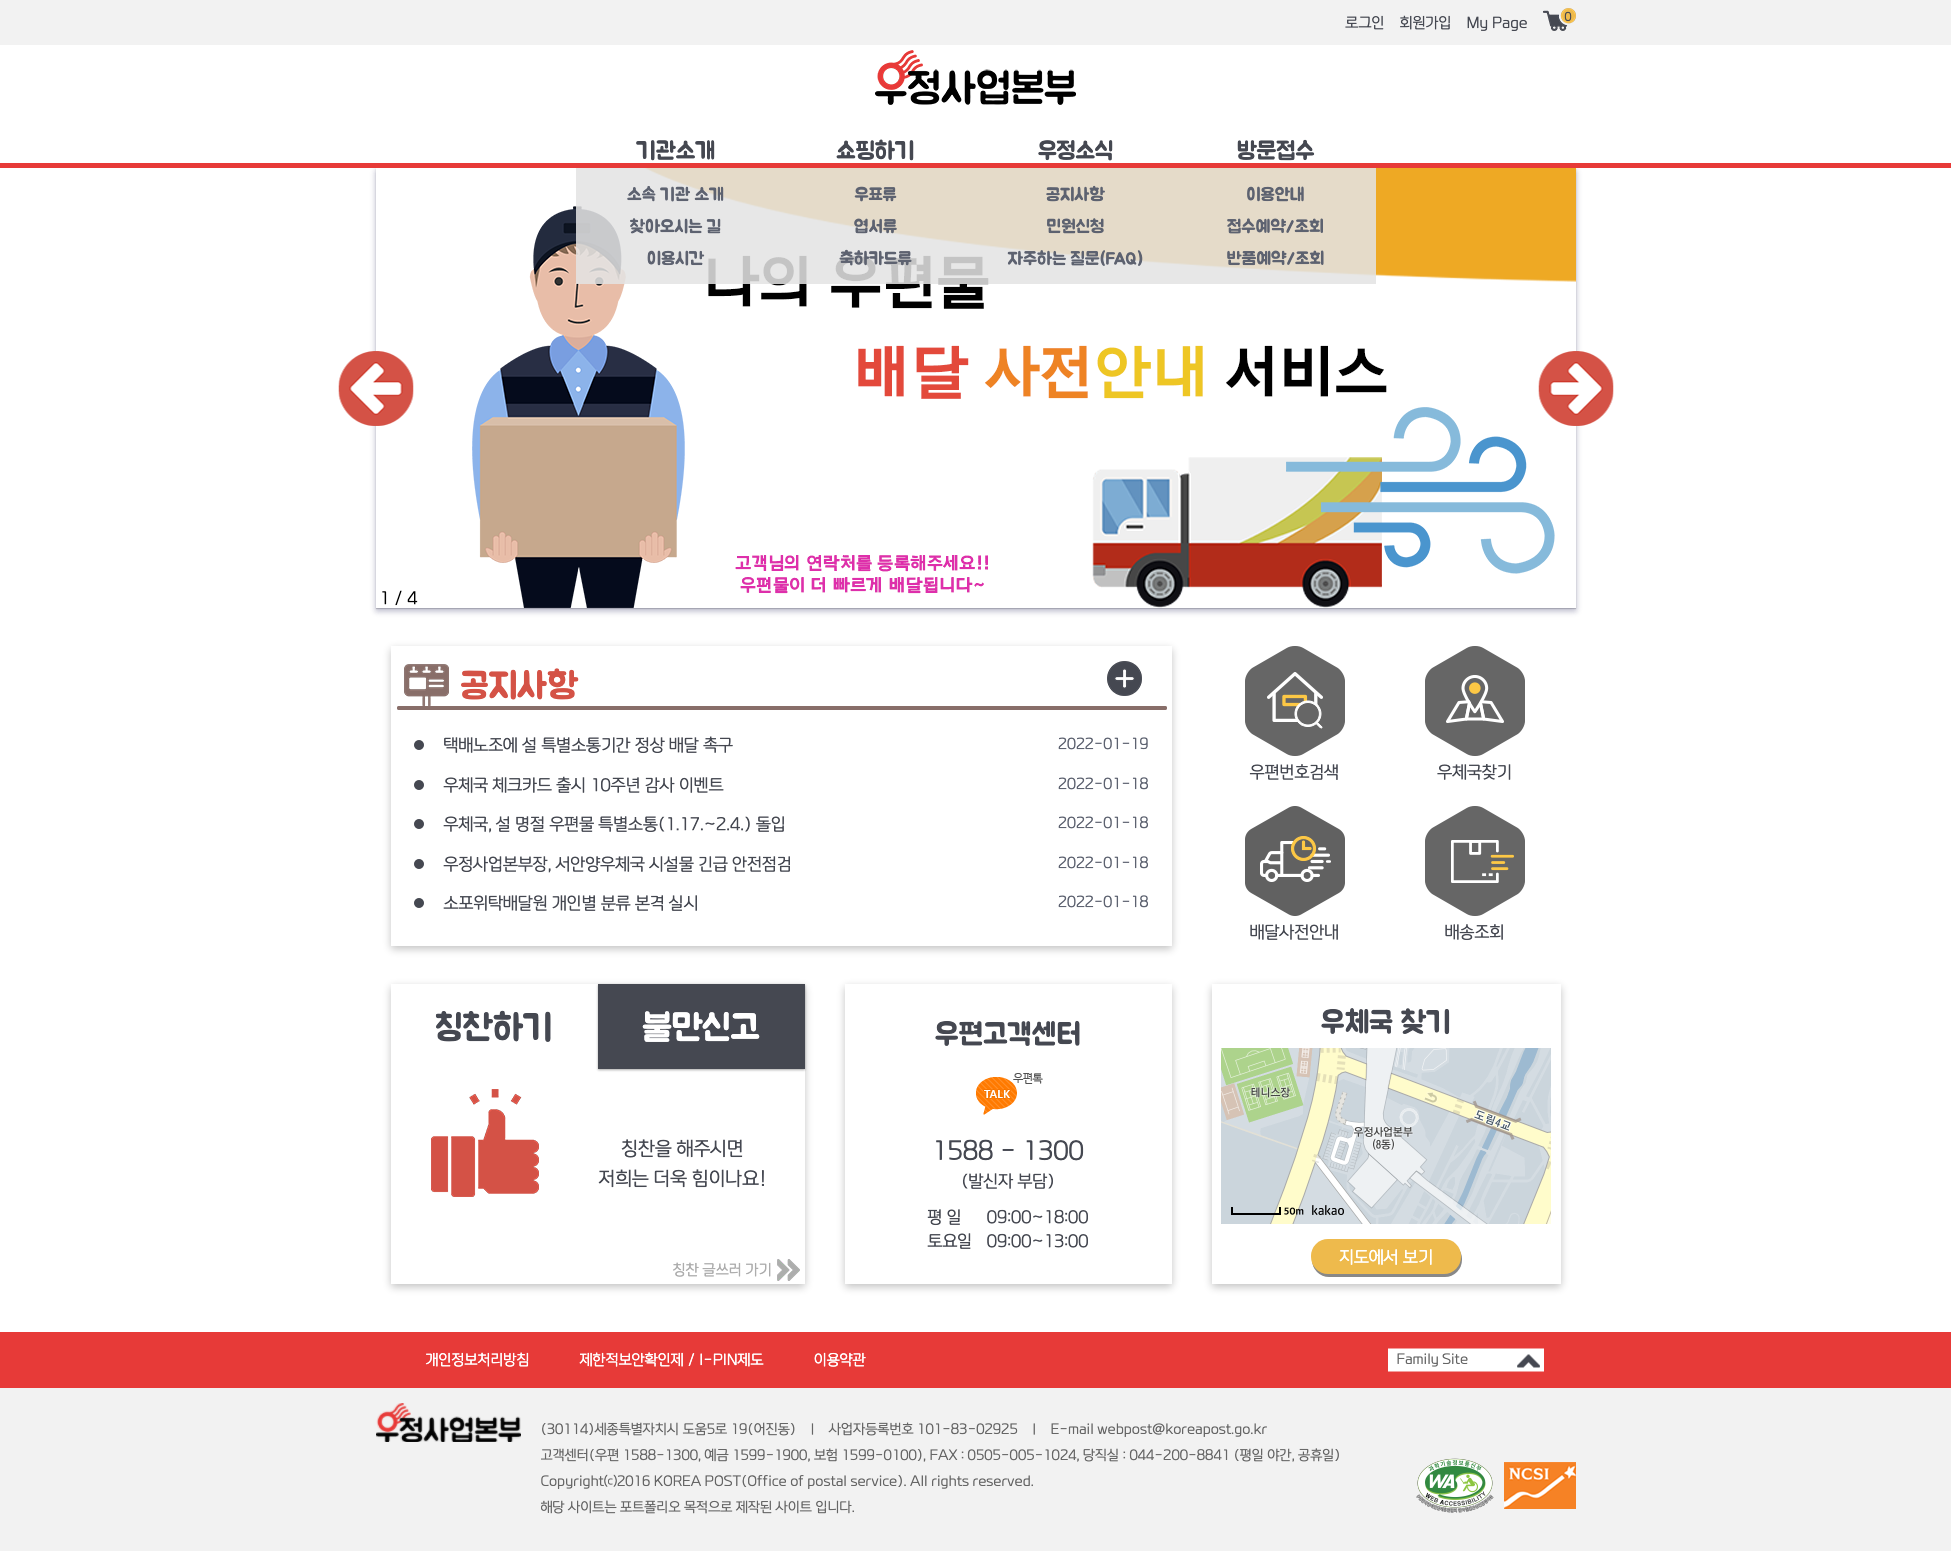 로그인 회원가입 My Page 0
우정사업본부
기관소개 쇼핑하기 우정소식 방문접수
소속 기관 소개 우표류 공지사항 이용안내
찾아오시는 길 엽서류 민원신청 접수예약/조회
이용시간 축하카드류 자주하는 질문(FAQ) 반품예약/조회
나의 우편물
배달 사전안내 서비스
고객님의 연락처를 등록해주세요!!
우편물이 더 빠르게 배달됩니다~
1 / 4
공지사항
택배노조에 설 특별소통기간 정상 배달 촉구 2022-01-19
우체국 체크카드 출시 10주년 감사 이벤트 2022-01-18
우체국, 설 명절 우편물 특별소통(1.17.~2.4.) 돌입 2022-01-18
우정사업본부장, 서안양우체국 시설물 긴급 안전점검 2022-01-18
소포위탁배달원 개인별 분류 본격 실시 2022-01-18
우편번호검색 우체국찾기
배달사전안내 배송조회
칭찬하기 불만신고
칭찬을 해주시면
저희는 더욱 힘이나요!
칭찬 글쓰러 가기
우편고객센터
우편톡
TALK
1588 - 1300
(발신자 부담)
평 일 09:00~18:00
토요일 09:00~13:00
우체국 찾기
테니스장
도림4교
우정사업본부
(8동)
50m kakao
지도에서 보기
개인정보처리방침 제한적보안확인제 / I-PIN제도 이용약관 Family Site
우정사업본부
(30114)세종특별자치시 도움5로 19(어진동) | 사업자등록번호 101-83-02925 | E-mail webpost@koreapost.go.kr
고객센터(우편 1588-1300, 예금 1599-1900, 보험 1599-0100), FAX : 0505-005-1024, 당직실 : 044-200-8841 (평일 야간, 공휴일)
Copyright(c)2016 KOREA POST(Office of postal service). All rights reserved.
해당 사이트는 포트폴리오 목적으로 제작된 사이트 입니다.
과학기술정보통신부
WA
WEB ACCESSIBILITY
NCSI